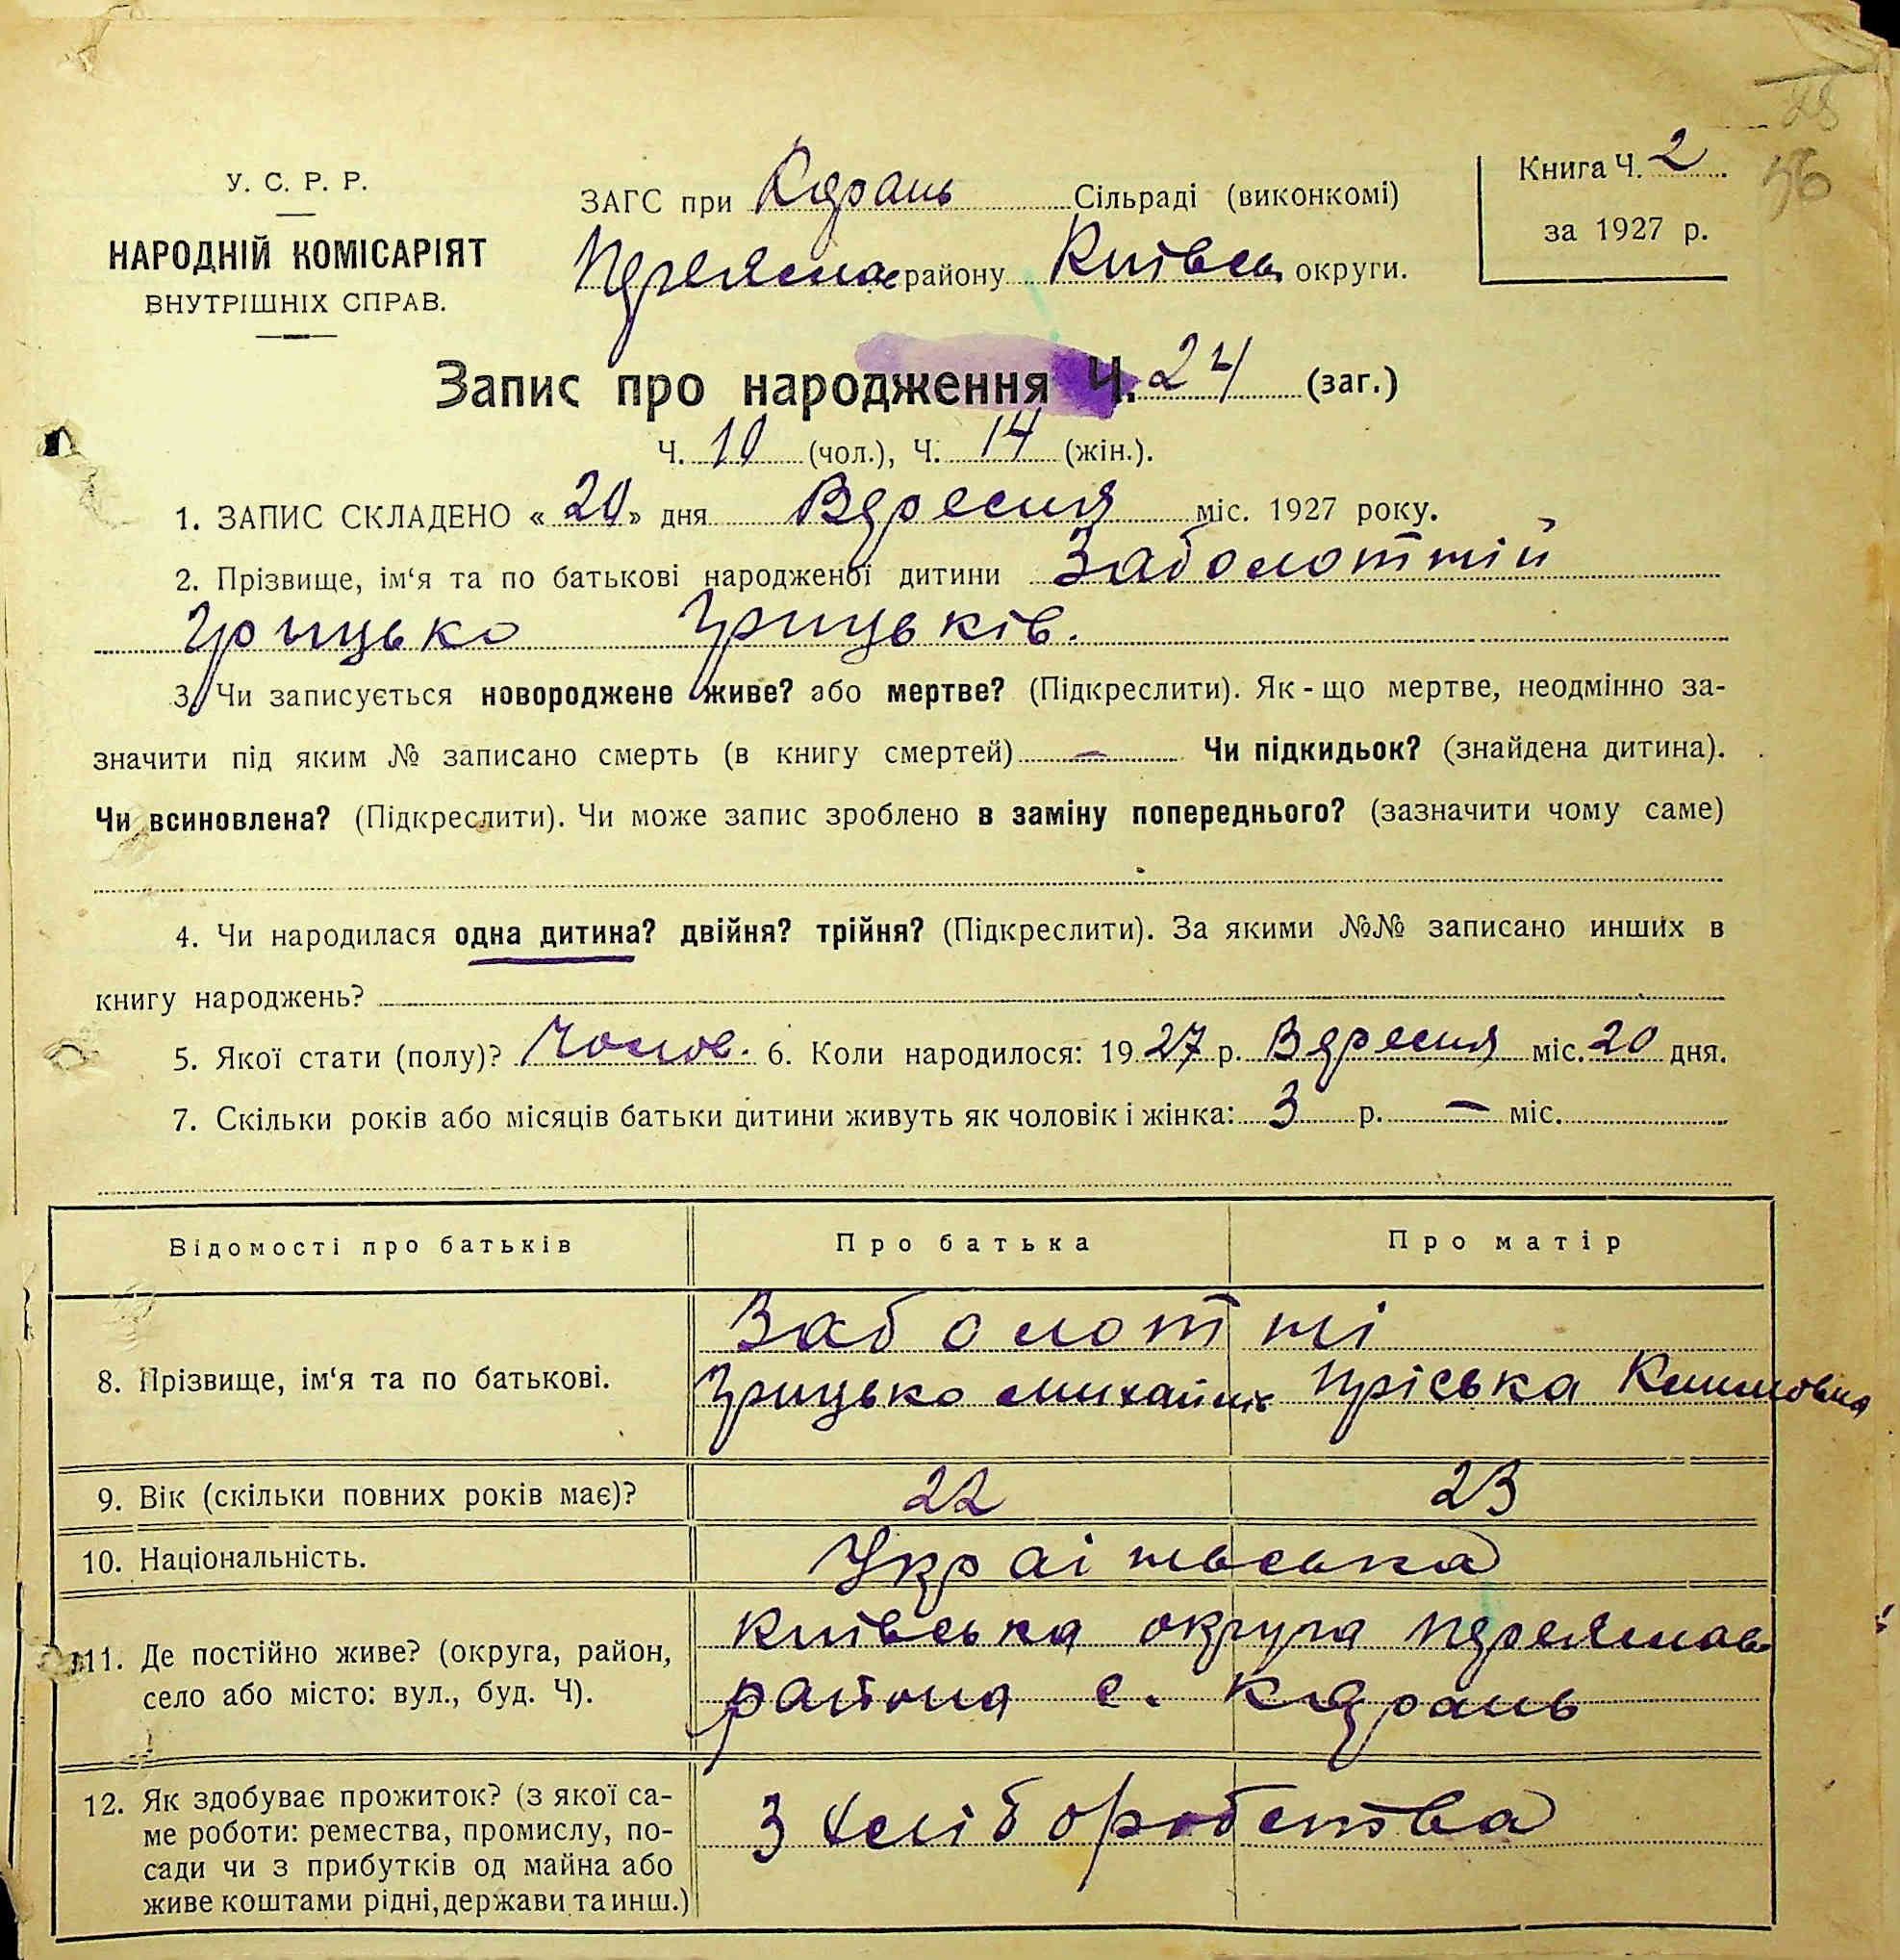 28
56
У. С. Р. Р.
НАРОДНІЙ КОМІСАРІЯТ
ВНУТРІШНІХ СПРАВ.
ЗАГС при Ядрань Сільраді (виконкомі)
Переяслав району Київськ округи.
Книга Ч. 2
за 1927 р.
Запис про народження Ч. 24 (заг.)
Ч. 10 (чол.), Ч. 14 (жін.).
1. ЗАПИС СКЛАДЕНО «20» дня Вересня міс. 1927 року.
2. Прізвище, ім‘я та по батькові народженої дитини Заболотній
Грицько Грицьків.
3. Чи записується новороджене живе? або мертве? (Підкреслити). Як-що мертве, неодмінно за-
значити під яким № записано смерть (в книгу смертей) — Чи підкидьок? (знайдена дитина).
Чи всиновлена? (Підкреслити). Чи може запис зроблено в заміну попереднього? (зазначити чому саме)
4. Чи народилася одна дитина? двійня? трійня? (Підкреслити). За якими №№ записано инших в
книгу народжень?
5. Якої стати (полу)? Чолов. 6. Коли народилося: 1927 р. Вересня міс. 20 дня.
7. Скільки років або місяців батьки дитини живуть як чоловік і жінка: 3 р. — міс.
Відомості про батьків Про батька Про матір
8. Прізвище, ім‘я та по батькові. Заболотні
Грицько Михайлів Пріська Климовна
9. Вік (скільки повних років має)? 22 23
10. Національність. Українська
11. Де постійно живе? (округа, район,
село або місто: вул., буд. Ч). Київська округа Переяслав
района с. Ядрань
12. Як здобуває прожиток? (з якої са-
ме роботи: ремества, промислу, по-
сади чи з прибутків од майна або
живе коштами рідні, держави та инш.) З хліборобства